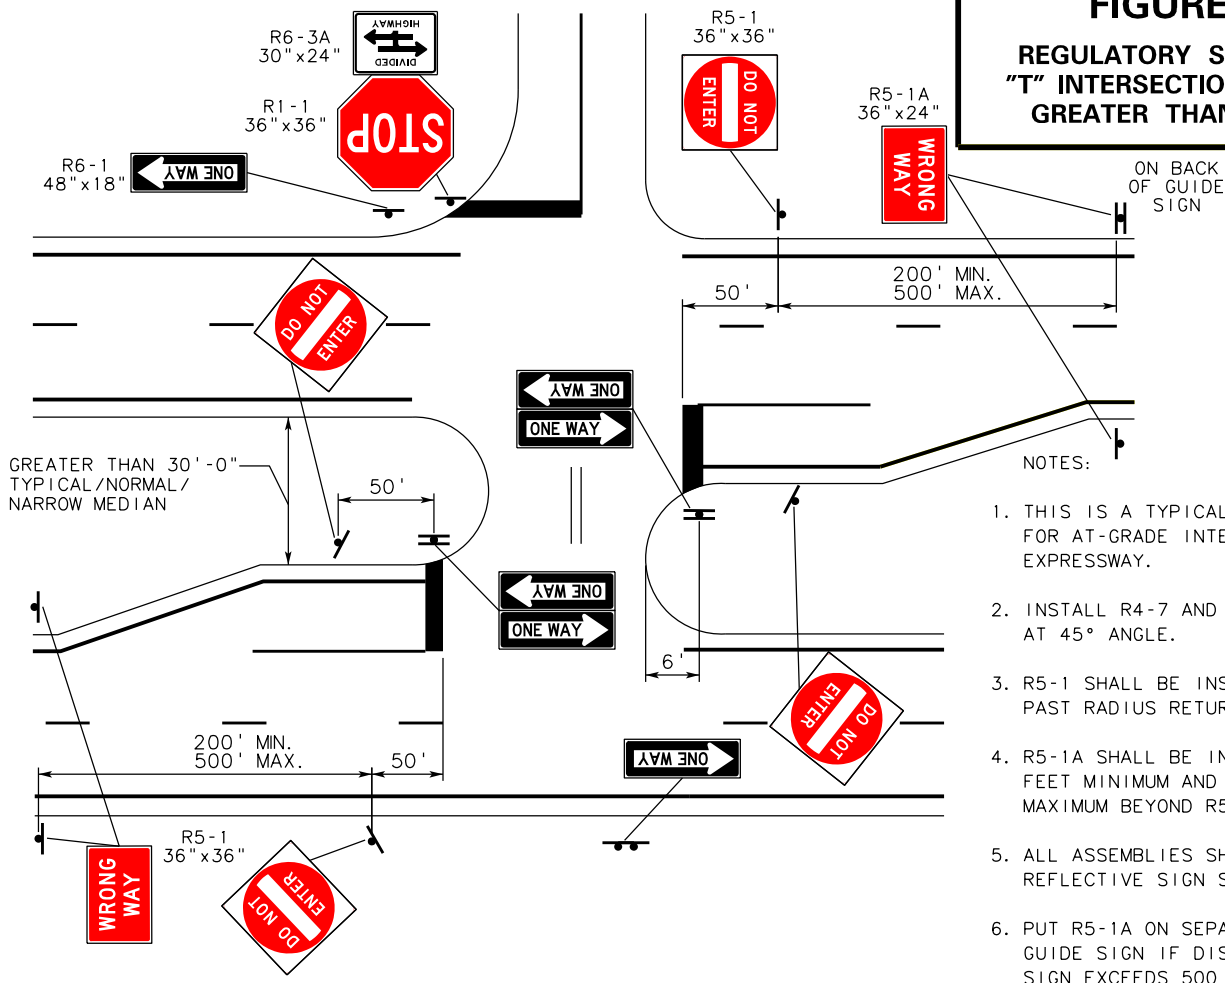 FIGURE
REGULATORY S
"T" INTERSECTIO
GREATER THAN
R6-3A
30"x24"
DIVIDED
HIGHWAY
R1-1
36"x36"
STOP
R6-1
48"x18"
ONE WAY
R5-1
36"x36"
DO NOT
ENTER
R5-1A
36"x24"
WRONG
WAY
ON BACK
OF GUIDE
SIGN
200' MIN.
500' MAX.
50'
DO NOT
ENTER
ONE WAY
ONE WAY
GREATER THAN 30'-0"
TYPICAL/NORMAL/
NARROW MEDIAN
50'
ONE WAY
ONE WAY
6'
DO NOT
ENTER
200' MIN.
500' MAX.
50'
ONE WAY
R5-1
36"x36"
WRONG
WAY
DO NOT
ENTER
NOTES:
1. THIS IS A TYPICAL
FOR AT-GRADE INTE
EXPRESSWAY.
2. INSTALL R4-7 AND
AT 45° ANGLE.
3. R5-1 SHALL BE INS
PAST RADIUS RETUR
4. R5-1A SHALL BE IN
FEET MINIMUM AND
MAXIMUM BEYOND R5
5. ALL ASSEMBLIES SH
REFLECTIVE SIGN S
6. PUT R5-1A ON SEPA
GUIDE SIGN IF DIS
SIGN EXCEEDS 500